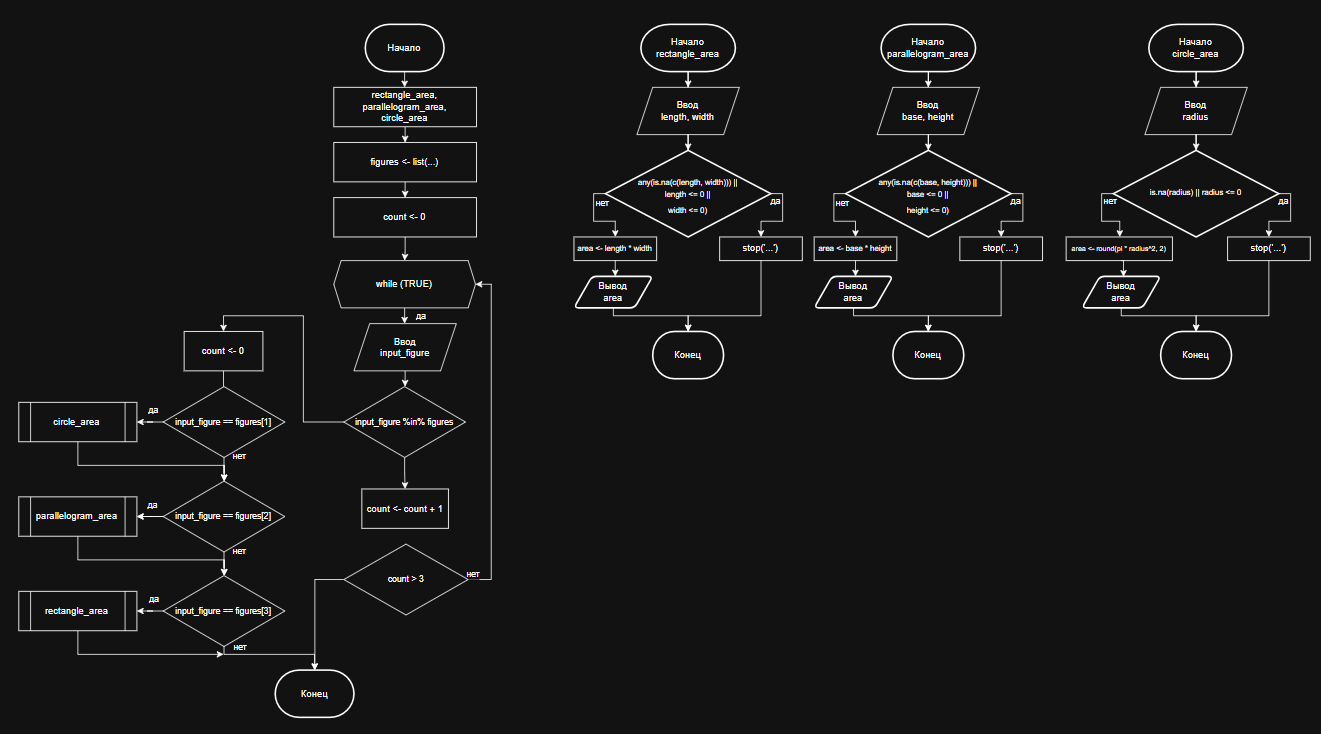 Начало
rectangle_area,
parallelogram_area,
circle_area
figures <- list(...)
count <- 0
while (TRUE)
да
Ввод
input_figure
input_figure %in% figures
count <- count + 1
count > 3
нет
count <- 0
input_figure == figures[1]
да
circle_area
нет
input_figure == figures[2]
да
parallelogram_area
нет
input_figure == figures[3]
да
rectangle_area
нет
Конец
Начало
rectangle_area
Ввод
length, width
any(is.na(c(length, width))) ||
length <= 0 ||
width <= 0)
нет
да
area <- length * width
stop('...')
Вывод
area
Конец
Начало
parallelogram_area
Ввод
base, height
any(is.na(c(base, height))) ||
base <= 0 ||
height <= 0)
нет
да
area <- base * height
stop('...')
Вывод
area
Конец
Начало
circle_area
Ввод
radius
is.na(radius) || radius <= 0
нет
да
area <- round(pi * radius^2, 2)
stop('...')
Вывод
area
Конец